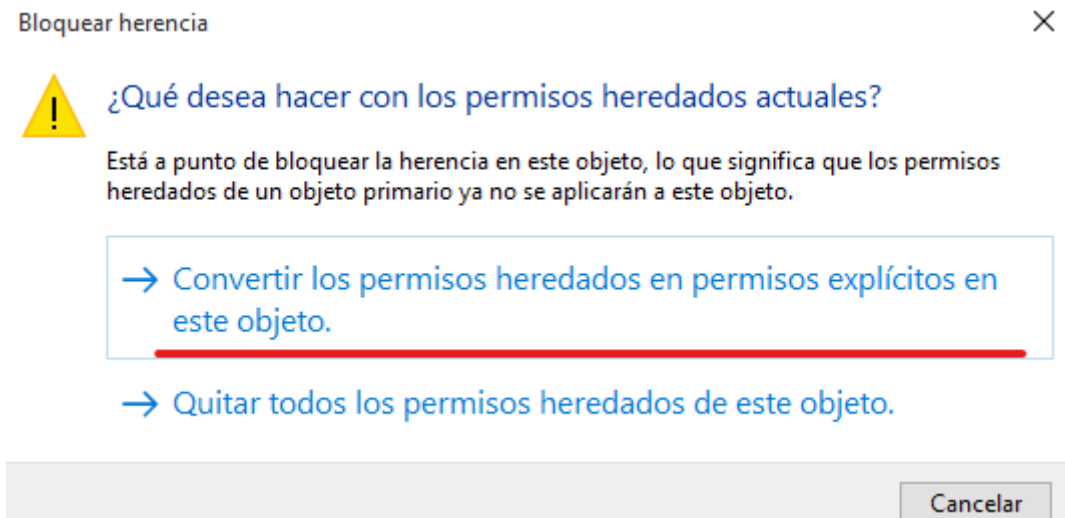 Bloquear herencia
¿Qué desea hacer con los permisos heredados actuales?
Está a punto de bloquear la herencia en este objeto, lo que significa que los permisos
heredados de un objeto primario ya no se aplicarán a este objeto.
Convertir los permisos heredados en permisos explícitos en
este objeto.
Quitar todos los permisos heredados de este objeto.
Cancelar